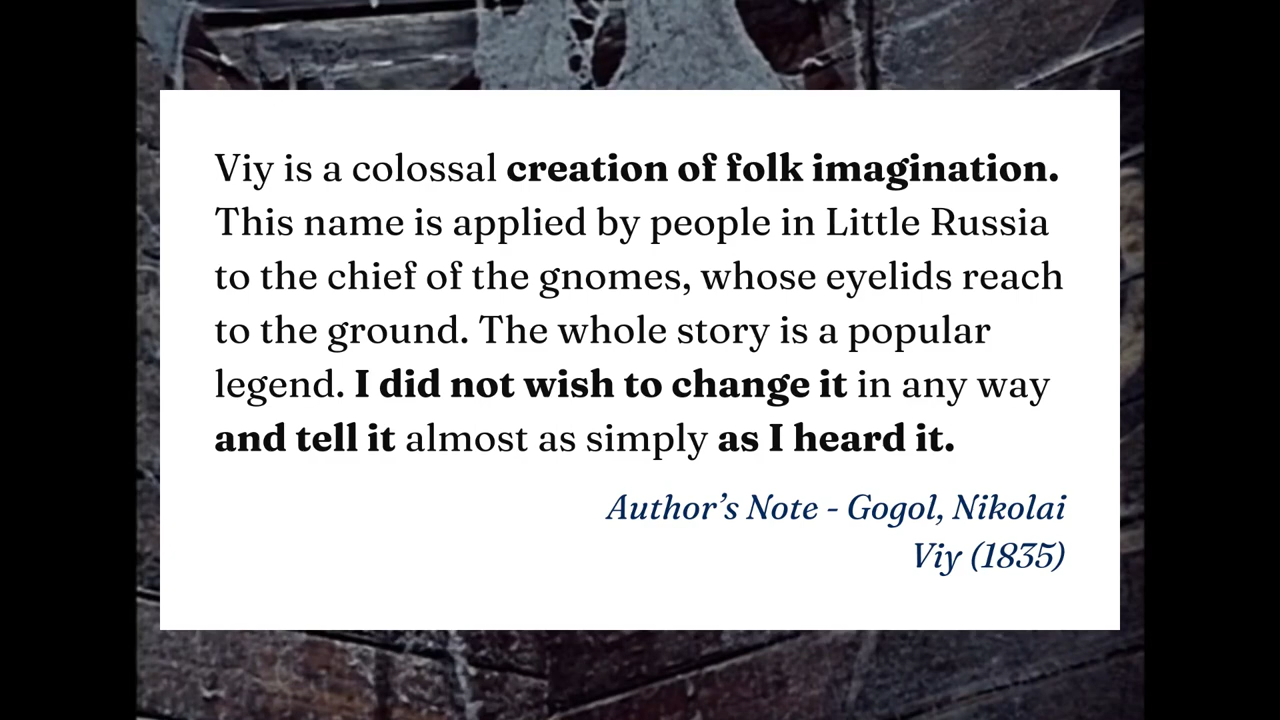 Viy is a colossal creation of folk imagination.
This name is applied by people in Little Russia
to the chief of the gnomes, whose eyelids reach
to the ground. The whole story is a popular
legend. I did not wish to change it in any way
and tell it almost as simply as I heard it.
Author’s Note - Gogol, Nikolai
Viy (1835)